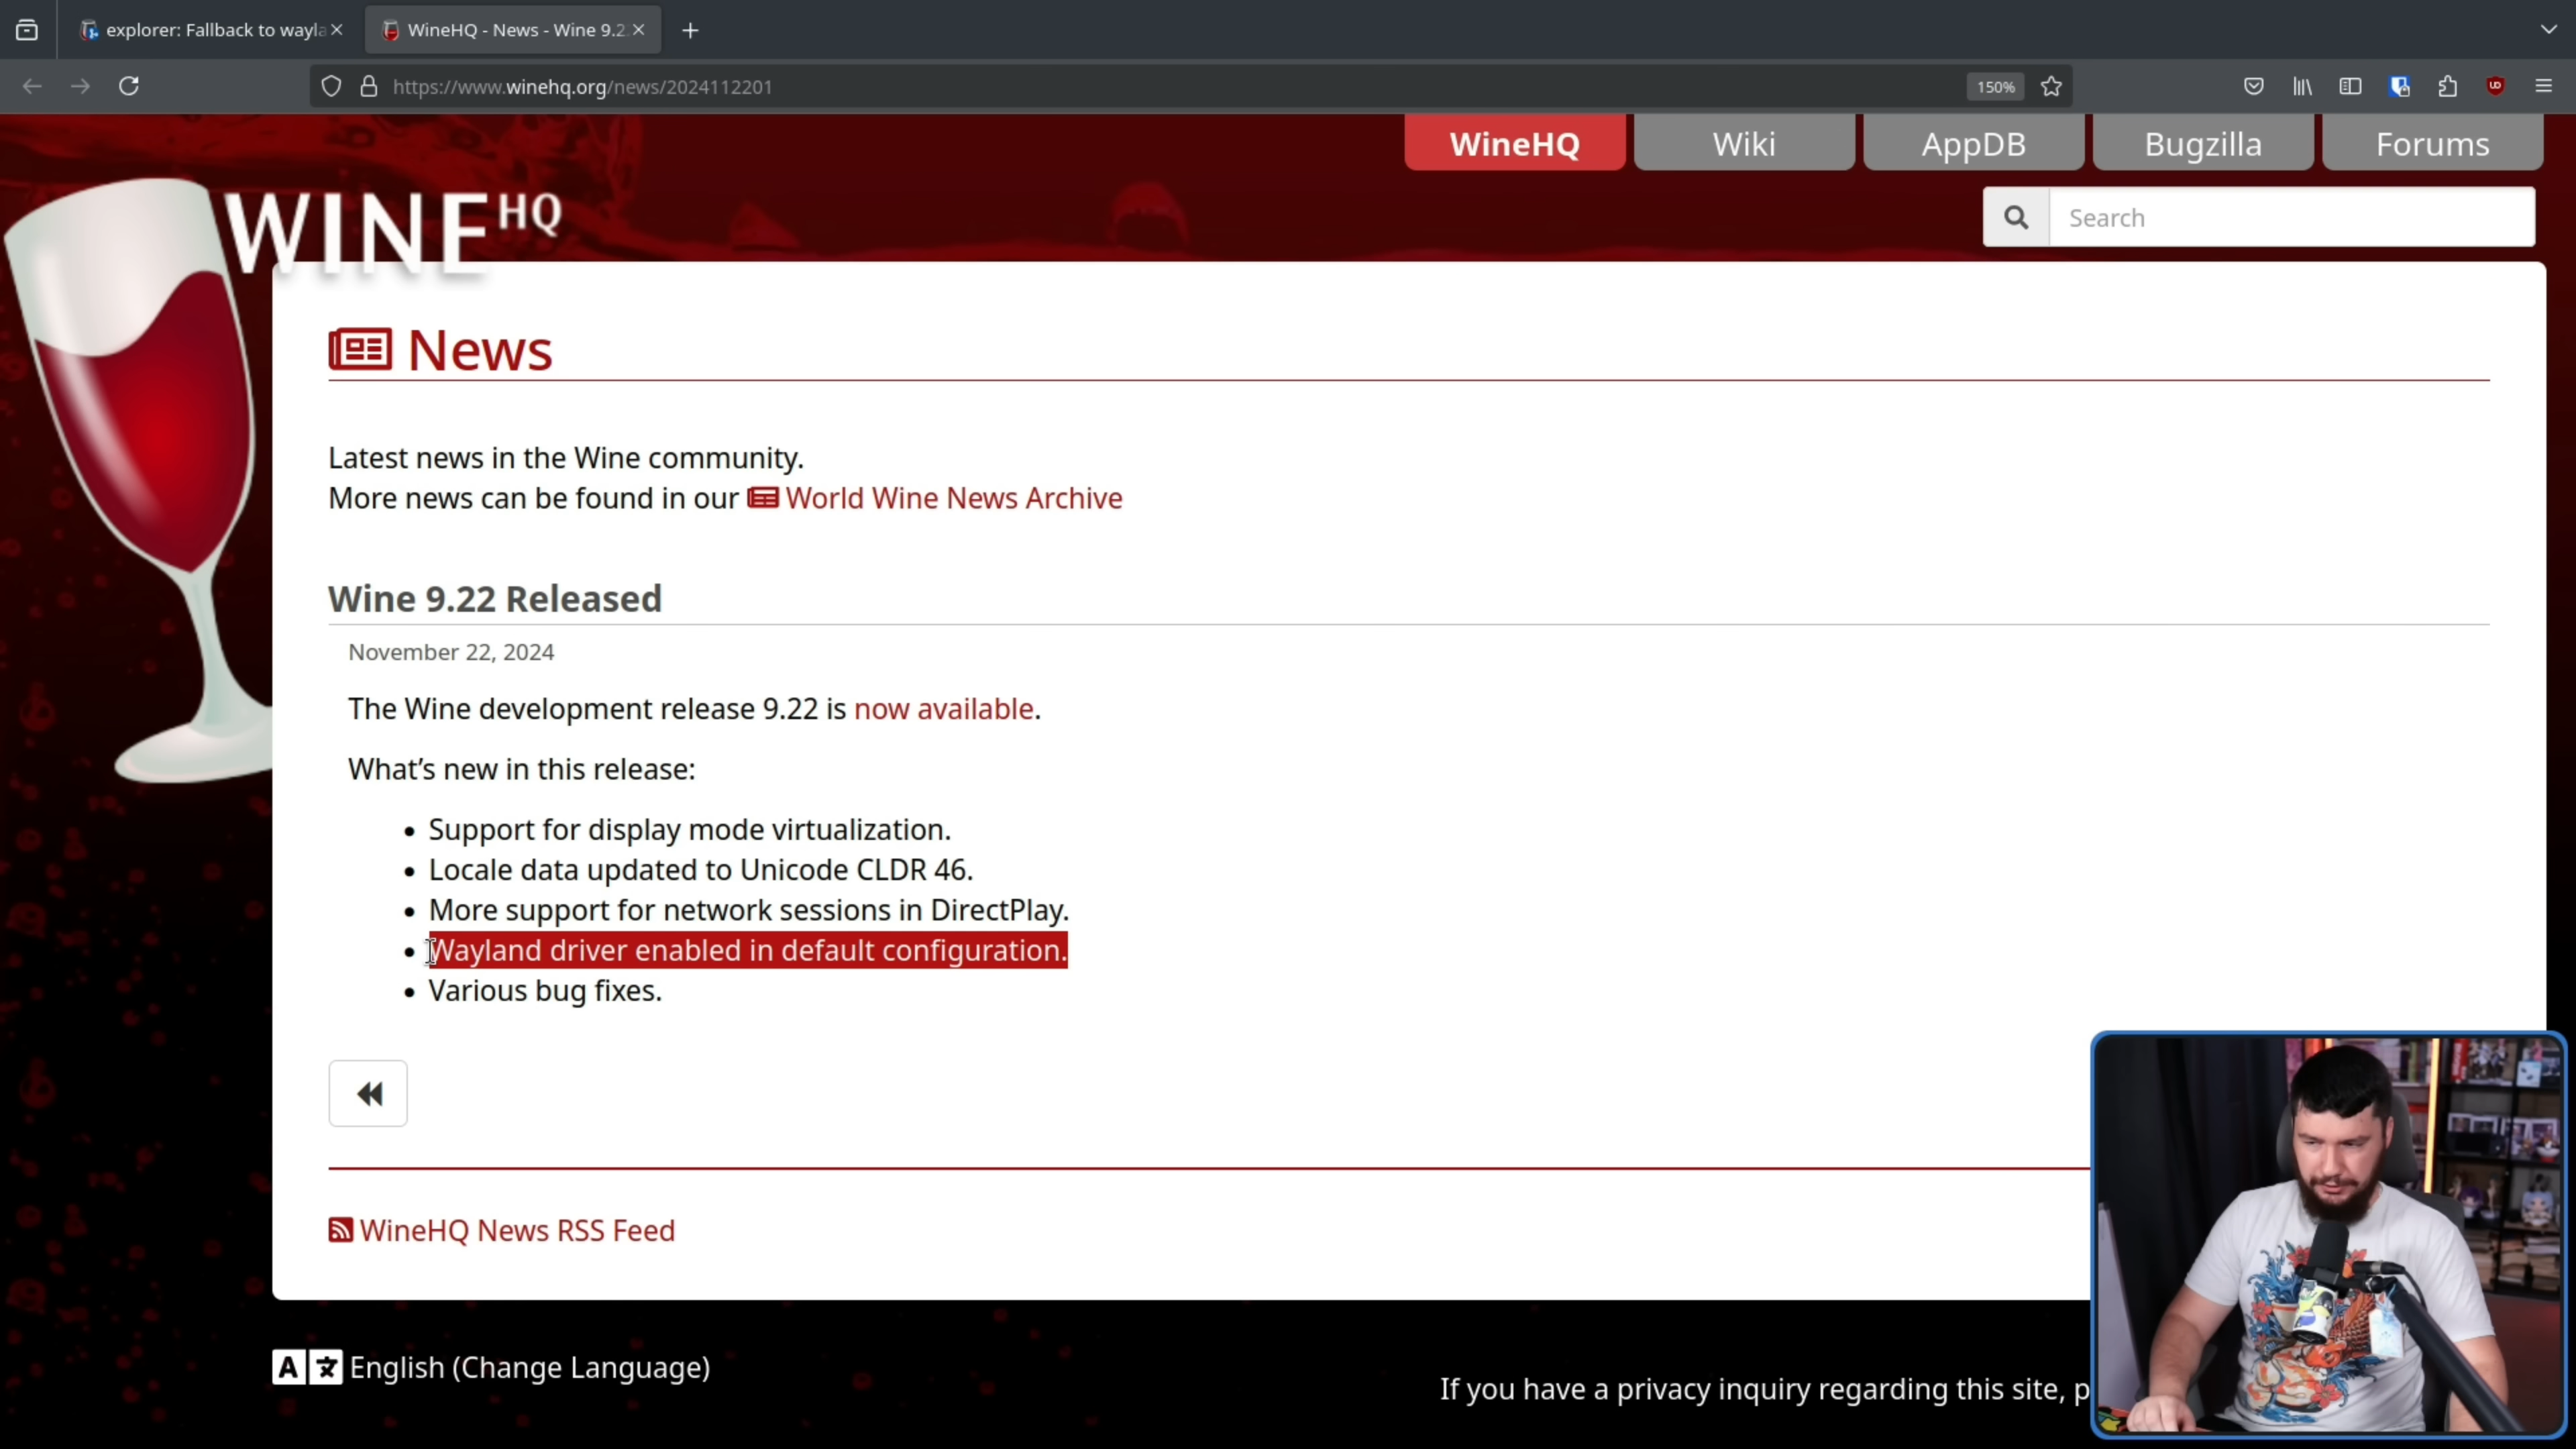 explorer: Fallback to wayla
WineHQ - News - Wine 9.2
https://www.winehq.org/news/2024112201
150%
WineHQ
Wiki
AppDB
Bugzilla
Forums
WINEHQ
Search
News
Latest news in the Wine community.
More news can be found in our World Wine News Archive
Wine 9.22 Released
November 22, 2024
The Wine development release 9.22 is now available.
What’s new in this release:
• Support for display mode virtualization.
• Locale data updated to Unicode CLDR 46.
• More support for network sessions in DirectPlay.
• Wayland driver enabled in default configuration.
• Various bug fixes.
WineHQ News RSS Feed
English (Change Language)
If you have a privacy inquiry regarding this site, p